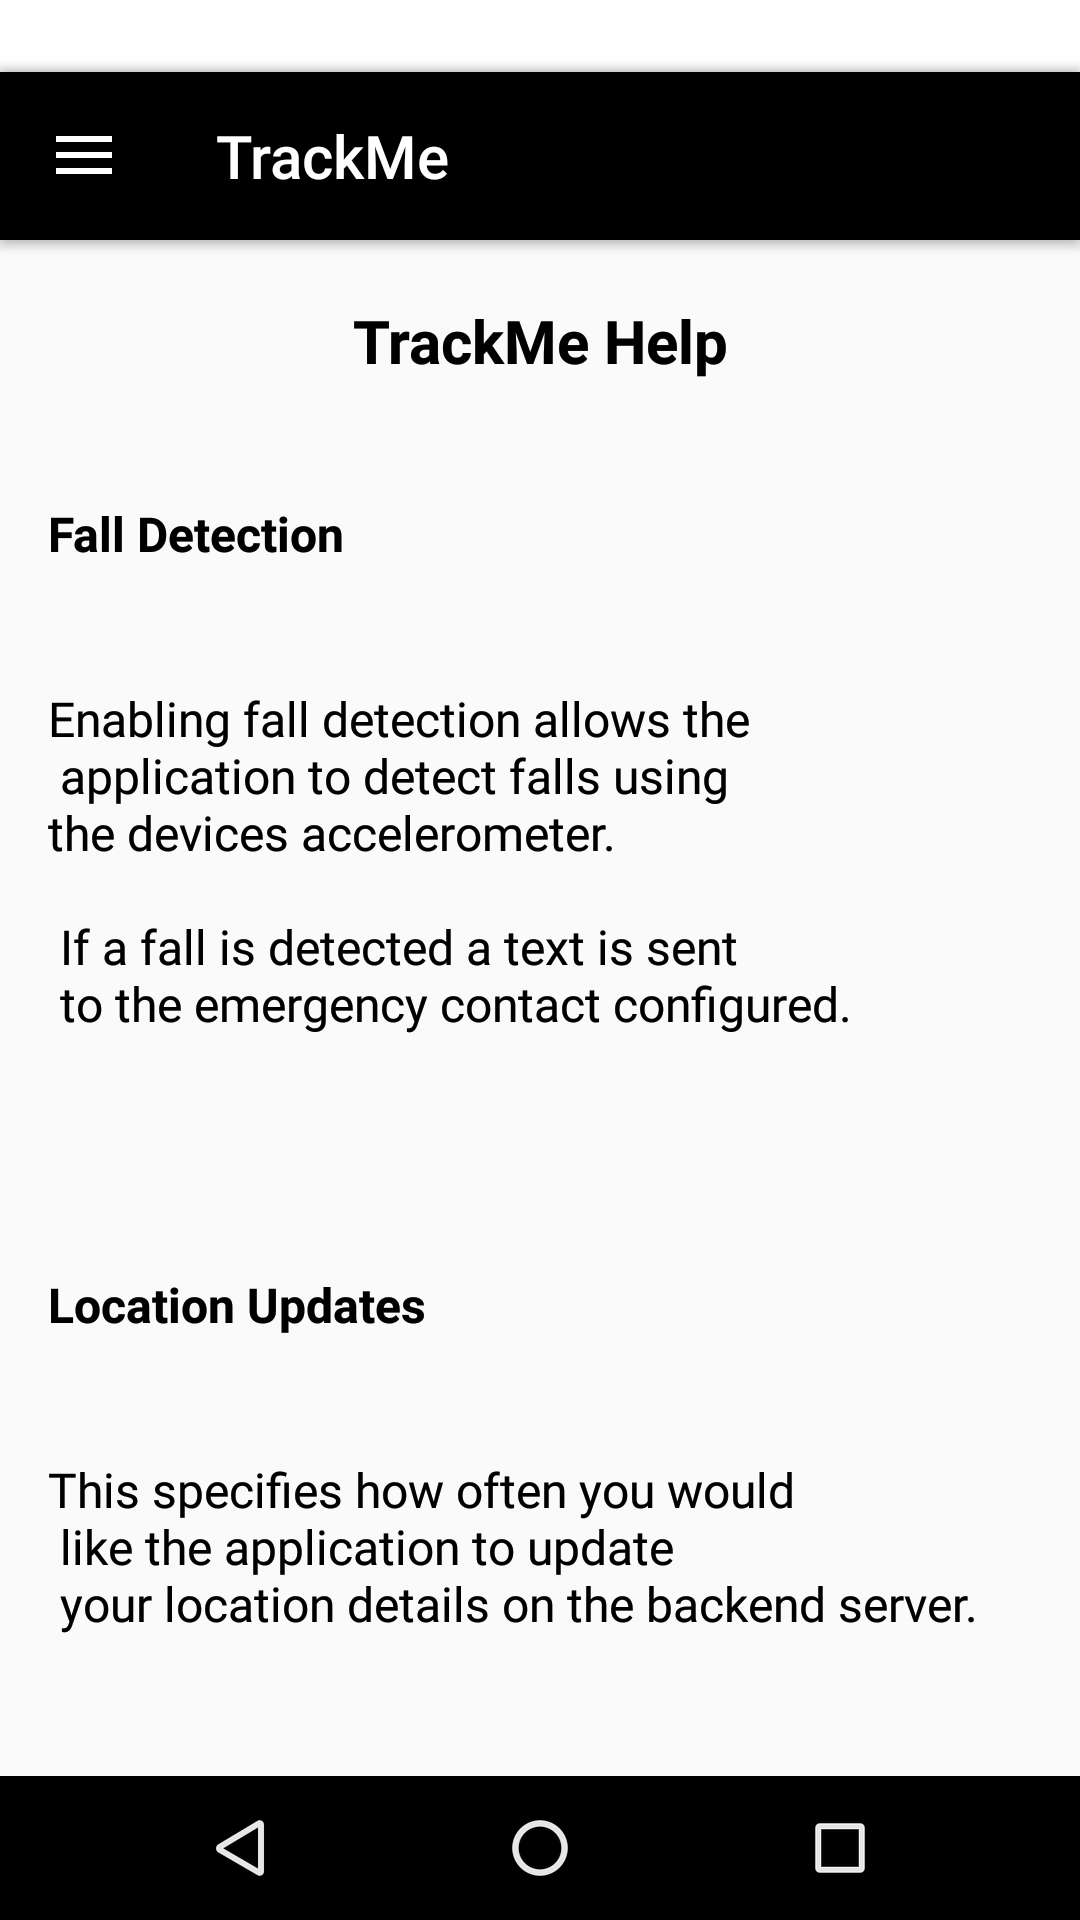 TrackMe
TrackMe Help
Fall Detection
Enabling fall detection allows the
application to detect falls using
the devices accelerometer.
If a fall is detected a text is sent
to the emergency contact configured.
Location Updates
This specifies how often you would
like the application to update
your location details on the backend server.